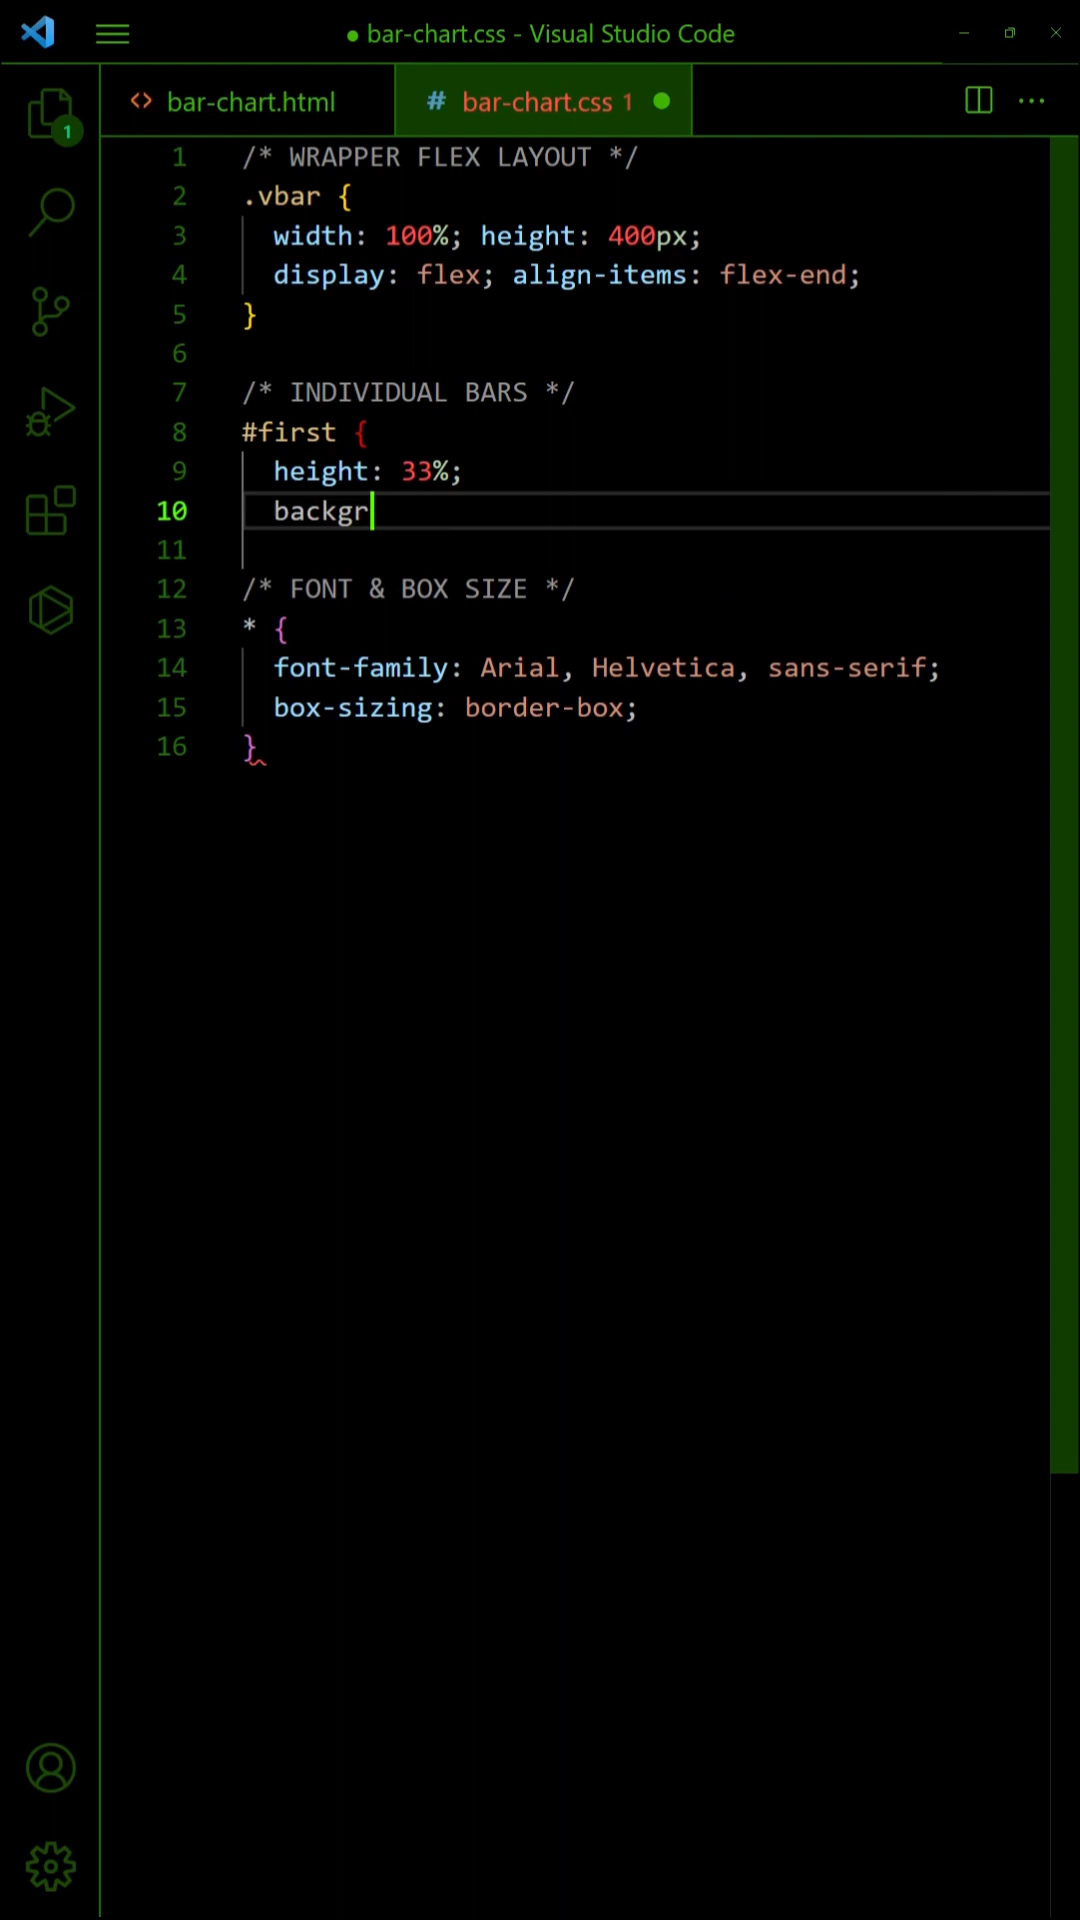 ● bar-chart.css - Visual Studio Code
<> bar-chart.html
# bar-chart.css 1 ●
1
1 /* WRAPPER FLEX LAYOUT */
2 .vbar {
3 width: 100%; height: 400px;
4 display: flex; align-items: flex-end;
5 }
6
7 /* INDIVIDUAL BARS */
8 #first {
9 height: 33%;
10 backgr
11
12 /* FONT & BOX SIZE */
13 * {
14 font-family: Arial, Helvetica, sans-serif;
15 box-sizing: border-box;
16 }